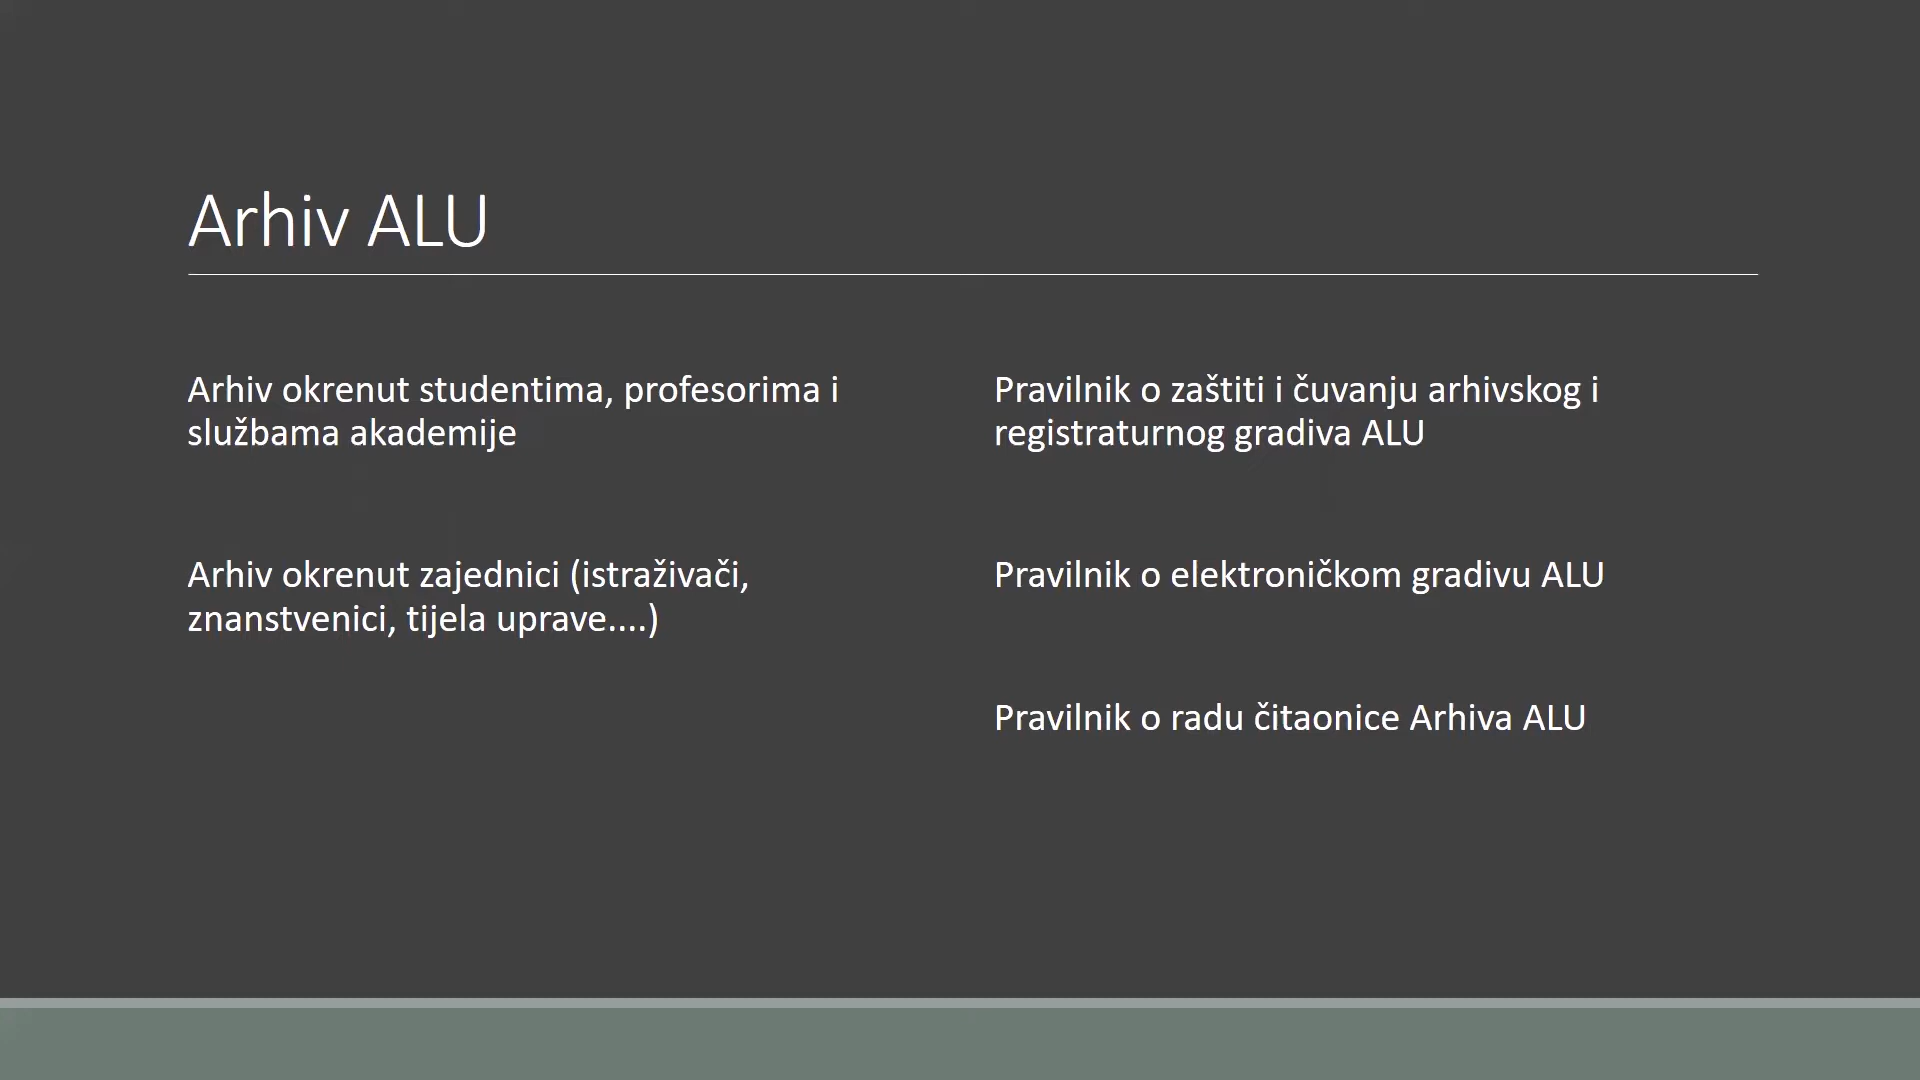 Arhiv ALU
Arhiv okrenut studentima, profesorima i
službama akademije
Arhiv okrenut zajednici (istraživači,
znanstvenici, tijela uprave....)
Pravilnik o zaštiti i čuvanju arhivskog i
registraturnog gradiva ALU
Pravilnik o elektroničkom gradivu ALU
Pravilnik o radu čitaonice Arhiva ALU